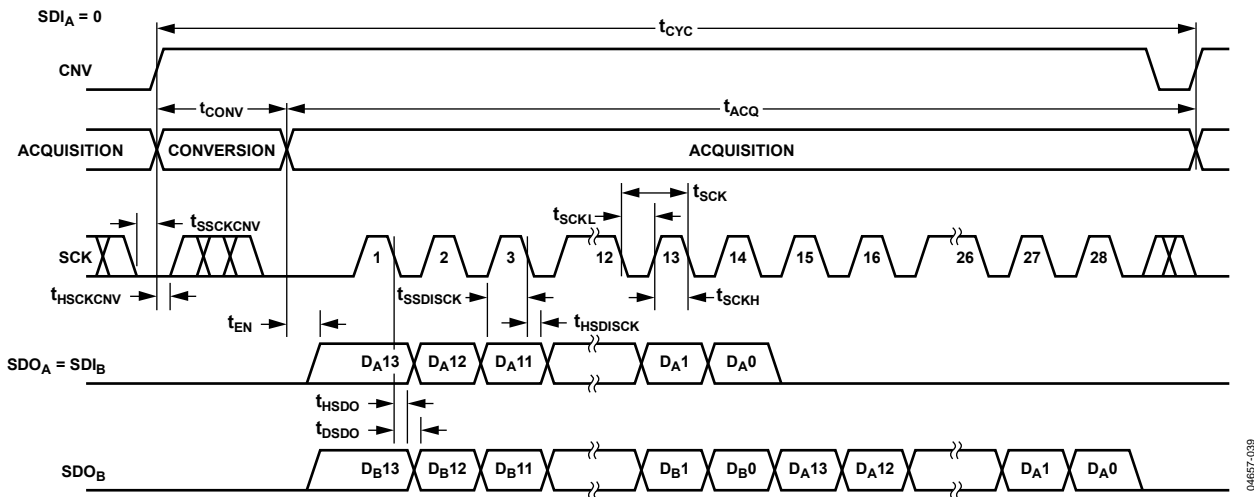 SDIA = 0
tCYC
CNV
tCONV
tACQ
ACQUISITION CONVERSION ACQUISITION
tSCK
tSCKL
tSSCKCNV
SCK 1 2 3 12 13 14 15 16 26 27 28
tHSCKCNV
tSSDISCK
tSCKH
tEN
tHSDISCK
SDOA = SDIB DA13 DA12 DA11 DA1 DA0
tHSDO
tDSDO
SDOB DB13 DB12 DB11 DB1 DB0 DA13 DA12 DA1 DA0
04657-039